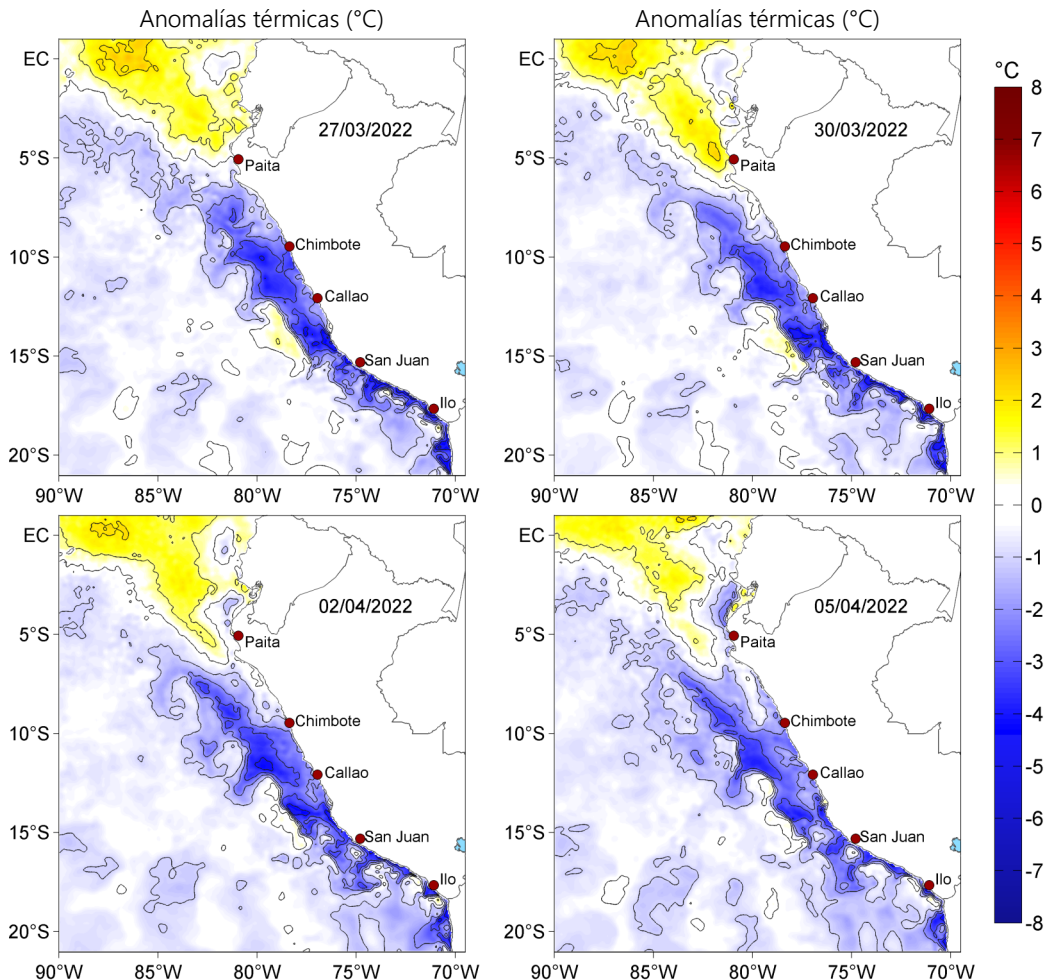 Anomalías térmicas (°C)
Anomalías térmicas (°C)
EC
5°S
10°S
15°S
20°S
90°W
85°W
80°W
75°W
70°W
27/03/2022
Paita
Chimbote
Callao
San Juan
Ilo
EC
5°S
10°S
15°S
20°S
90°W
85°W
80°W
75°W
70°W
30/03/2022
Paita
Chimbote
Callao
San Juan
Ilo
°C
8
7
6
5
4
3
2
1
0
-1
-2
-3
-4
-5
-6
-7
-8
EC
5°S
10°S
15°S
20°S
90°W
85°W
80°W
75°W
70°W
02/04/2022
Paita
Chimbote
Callao
San Juan
Ilo
EC
5°S
10°S
15°S
20°S
90°W
85°W
80°W
75°W
70°W
05/04/2022
Paita
Chimbote
Callao
San Juan
Ilo